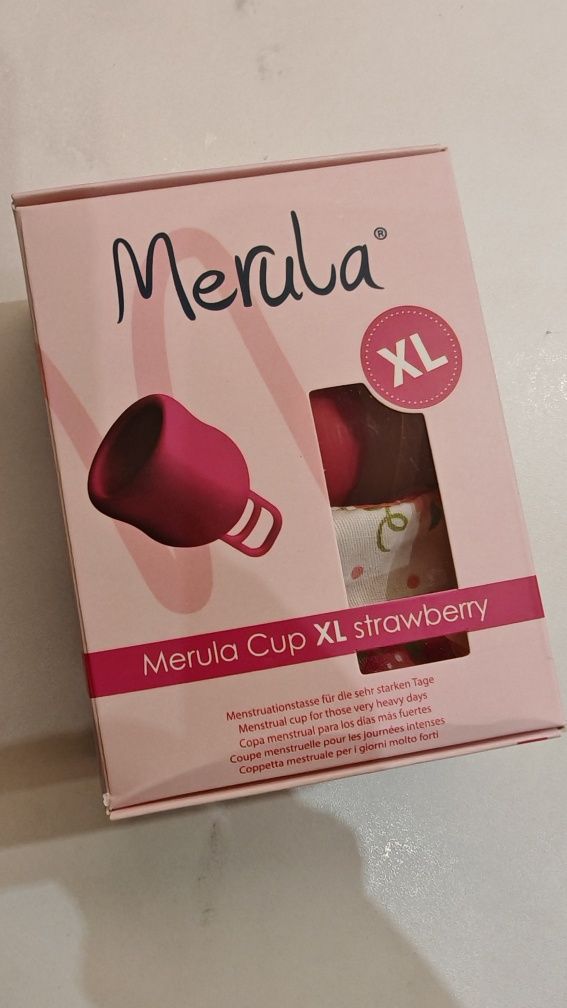 Merula®
XL
Merula Cup XL strawberry
Menstruationstasse für die sehr starken Tage
Menstrual cup for those very heavy days
Copa menstrual para los días más fuertes
Coupe menstruelle pour les journées intenses
Coppetta mestruale per i giorni molto forti